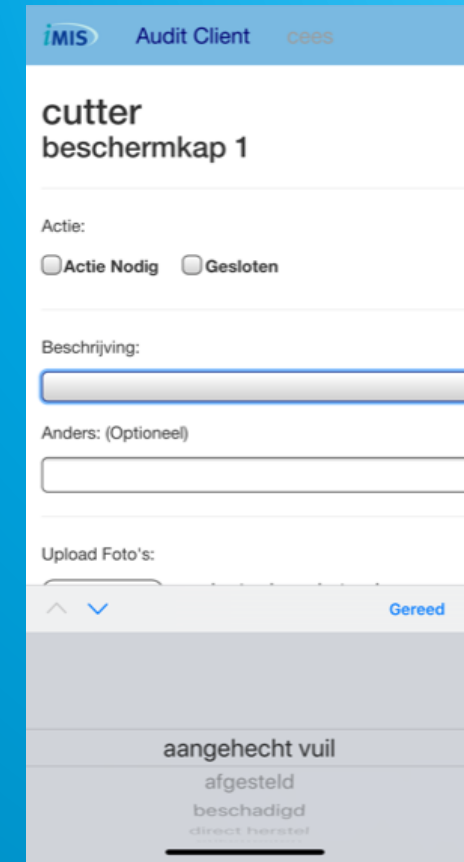 iMIS Audit Client cees
cutter
beschermkap 1
Actie:
Actie Nodig Gesloten
Beschrijving:
Anders: (Optioneel)
Upload Foto's:
Gereed
aangehecht vuil
afgesteld
beschadigd
direct herstel